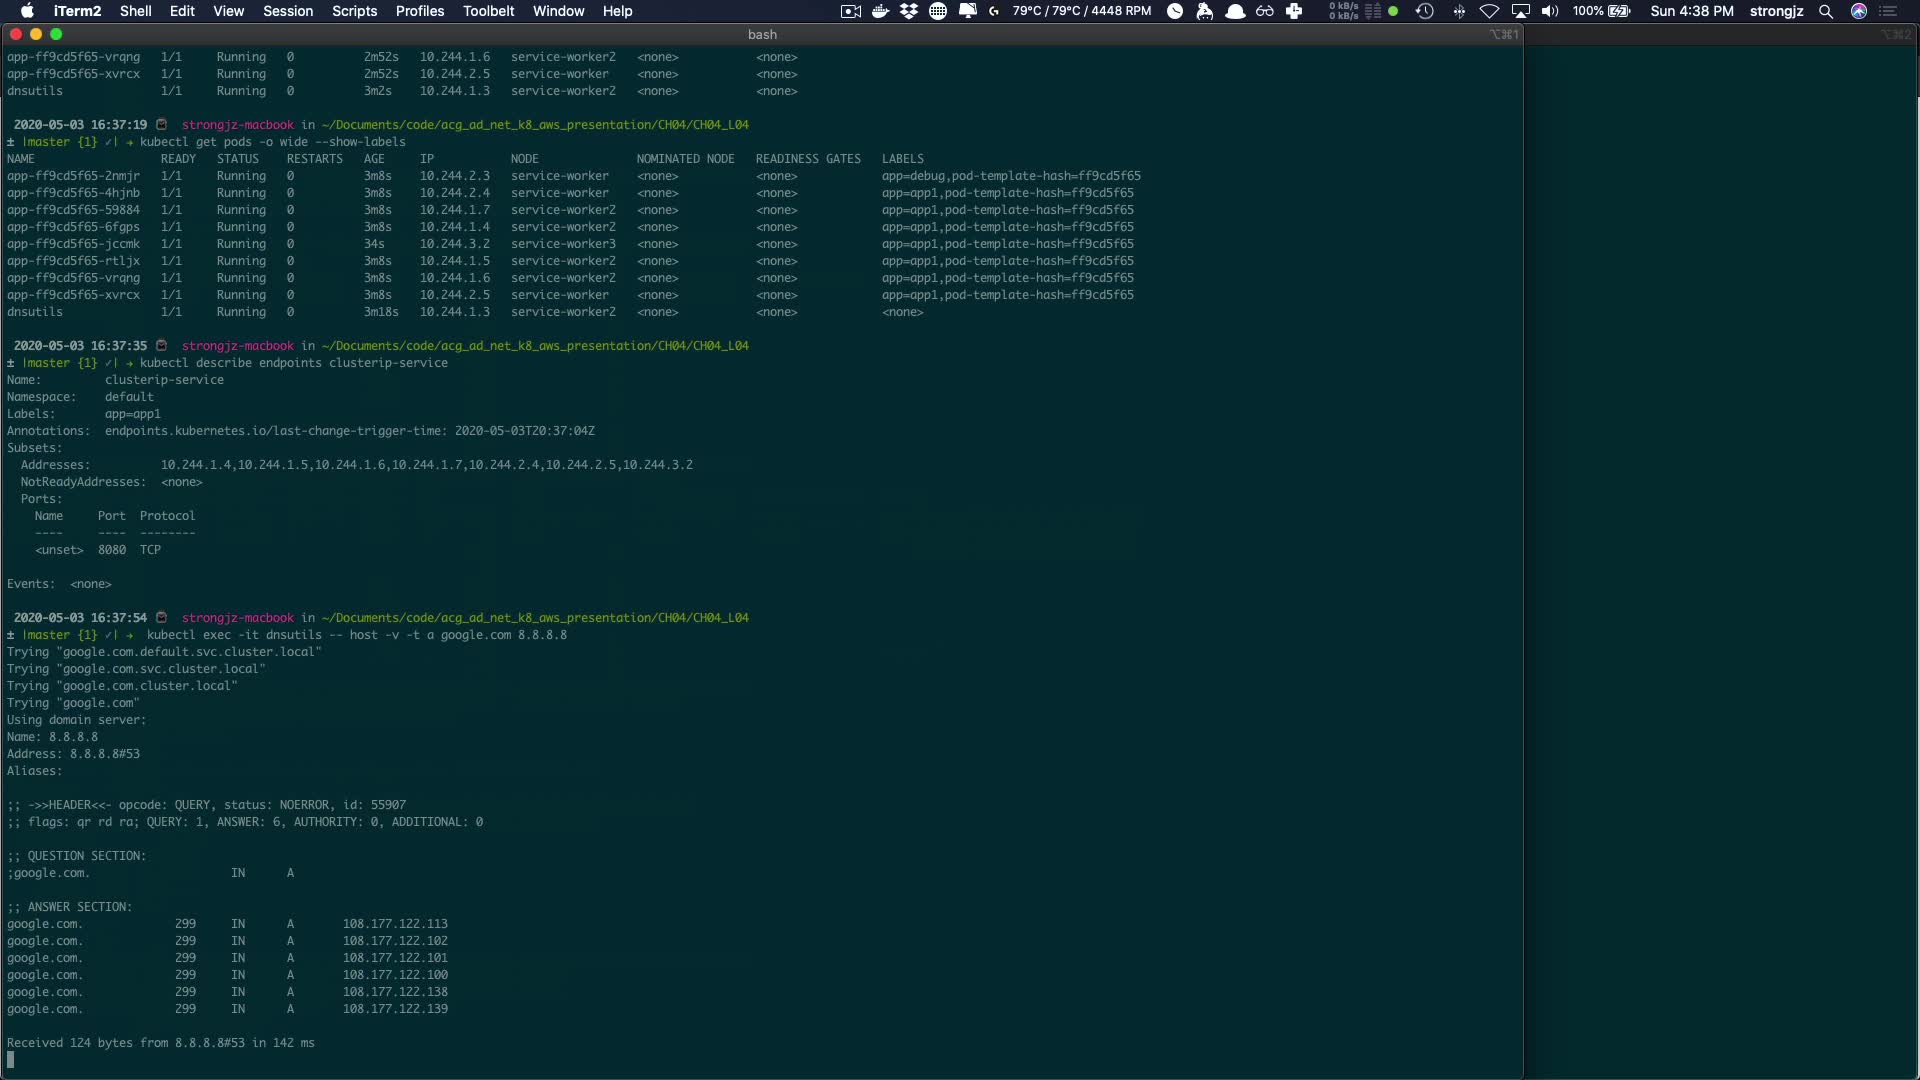 iTerm2 Shell Edit View Session Scripts Profiles Toolbelt Window Help 79°C / 79°C / 4448 RPM 0 kB/s 0 kB/s 100% Sun 4:38 PM strongjz
bash ⌥⌘1 ⌥⌘2
app-ff9cd5f65-vrqng 1/1 Running 0 2m52s 10.244.1.6 service-worker2 <none> <none>
app-ff9cd5f65-xvrcx 1/1 Running 0 2m52s 10.244.2.5 service-worker <none> <none>
dnsutils 1/1 Running 0 3m2s 10.244.1.3 service-worker2 <none> <none>
2020-05-03 16:37:19 strongjz-macbook in ~/Documents/code/acg_ad_net_k8_aws_presentation/CH04/CH04_L04
± |master {1} ✓| → kubectl get pods -o wide --show-labels
NAME READY STATUS RESTARTS AGE IP NODE NOMINATED NODE READINESS GATES LABELS
app-ff9cd5f65-2nmjr 1/1 Running 0 3m8s 10.244.2.3 service-worker <none> <none> app=debug,pod-template-hash=ff9cd5f65
app-ff9cd5f65-4hjnb 1/1 Running 0 3m8s 10.244.2.4 service-worker <none> <none> app=app1,pod-template-hash=ff9cd5f65
app-ff9cd5f65-59884 1/1 Running 0 3m8s 10.244.1.7 service-worker2 <none> <none> app=app1,pod-template-hash=ff9cd5f65
app-ff9cd5f65-6fgps 1/1 Running 0 3m8s 10.244.1.4 service-worker2 <none> <none> app=app1,pod-template-hash=ff9cd5f65
app-ff9cd5f65-jccmk 1/1 Running 0 34s 10.244.3.2 service-worker3 <none> <none> app=app1,pod-template-hash=ff9cd5f65
app-ff9cd5f65-rtljx 1/1 Running 0 3m8s 10.244.1.5 service-worker2 <none> <none> app=app1,pod-template-hash=ff9cd5f65
app-ff9cd5f65-vrqng 1/1 Running 0 3m8s 10.244.1.6 service-worker2 <none> <none> app=app1,pod-template-hash=ff9cd5f65
app-ff9cd5f65-xvrcx 1/1 Running 0 3m8s 10.244.2.5 service-worker <none> <none> app=app1,pod-template-hash=ff9cd5f65
dnsutils 1/1 Running 0 3m18s 10.244.1.3 service-worker2 <none> <none> <none>
2020-05-03 16:37:35 strongjz-macbook in ~/Documents/code/acg_ad_net_k8_aws_presentation/CH04/CH04_L04
± |master {1} ✓| → kubectl describe endpoints clusterip-service
Name: clusterip-service
Namespace: default
Labels: app=app1
Annotations: endpoints.kubernetes.io/last-change-trigger-time: 2020-05-03T20:37:04Z
Subsets:
Addresses: 10.244.1.4,10.244.1.5,10.244.1.6,10.244.1.7,10.244.2.4,10.244.2.5,10.244.3.2
NotReadyAddresses: <none>
Ports:
Name Port Protocol
---- ---- --------
<unset> 8080 TCP
Events: <none>
2020-05-03 16:37:54 strongjz-macbook in ~/Documents/code/acg_ad_net_k8_aws_presentation/CH04/CH04_L04
± |master {1} ✓| → kubectl exec -it dnsutils -- host -v -t a google.com 8.8.8.8
Trying "google.com.default.svc.cluster.local"
Trying "google.com.svc.cluster.local"
Trying "google.com.cluster.local"
Trying "google.com"
Using domain server:
Name: 8.8.8.8
Address: 8.8.8.8#53
Aliases:
;; ->>HEADER<<- opcode: QUERY, status: NOERROR, id: 55907
;; flags: qr rd ra; QUERY: 1, ANSWER: 6, AUTHORITY: 0, ADDITIONAL: 0
;; QUESTION SECTION:
;google.com. IN A
;; ANSWER SECTION:
google.com. 299 IN A 108.177.122.113
google.com. 299 IN A 108.177.122.102
google.com. 299 IN A 108.177.122.101
google.com. 299 IN A 108.177.122.100
google.com. 299 IN A 108.177.122.138
google.com. 299 IN A 108.177.122.139
Received 124 bytes from 8.8.8.8#53 in 142 ms